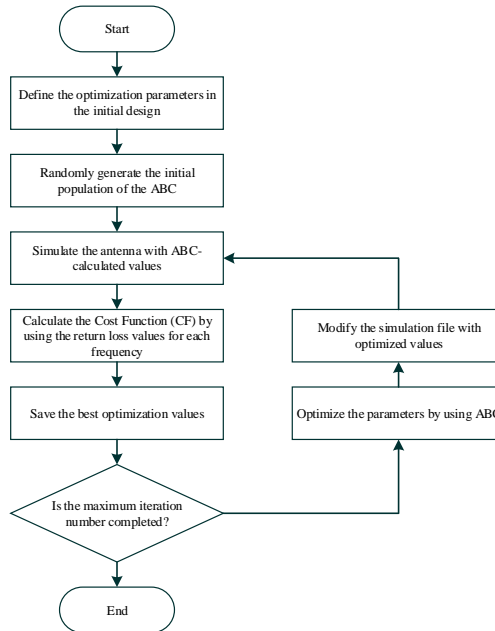 Start
Define the optimization parameters in
the initial design
Randomly generate the initial
population of the ABC
Simulate the antenna with ABC-
calculated values
Calculate the Cost Function (CF) by
using the return loss values for each
frequency
Save the best optimization values
Is the maximum iteration
number completed?
End
Modify the simulation file with
optimized values
Optimize the parameters by using ABC